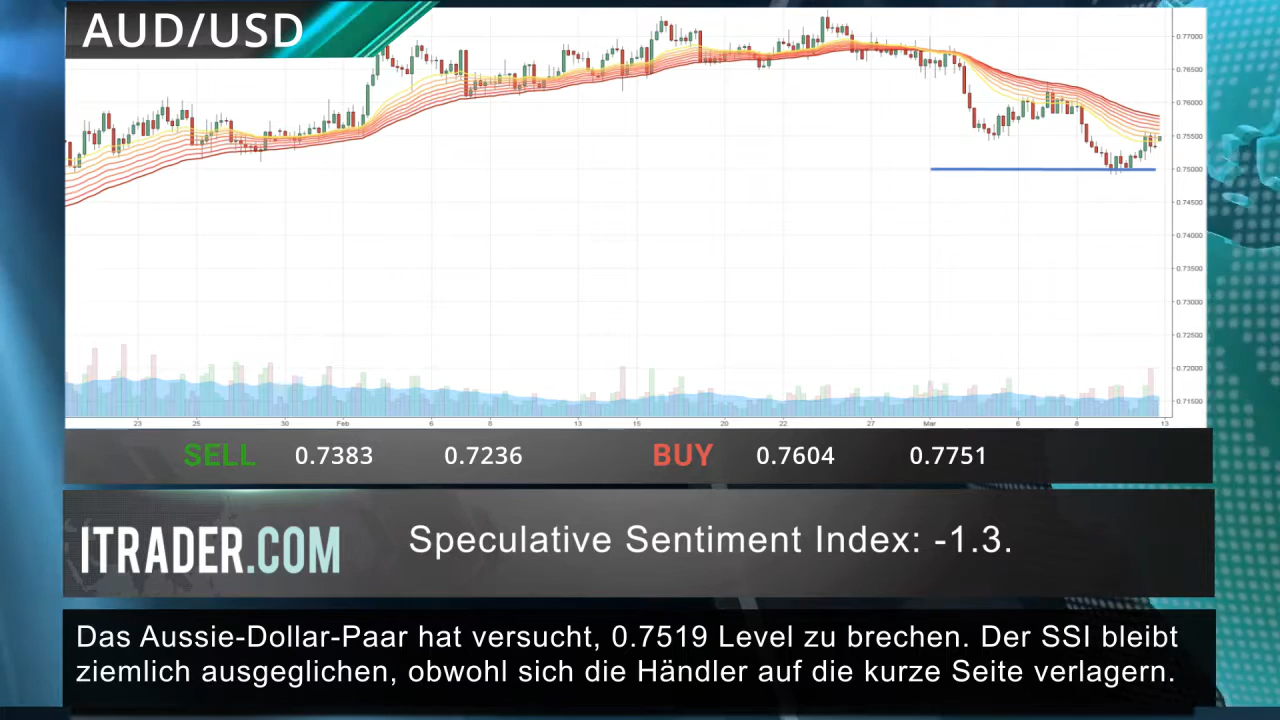 AUD/USD
0.77000
0.76500
0.76000
0.75500
0.75000
0.74500
0.74000
0.73500
0.73000
0.72500
0.72000
0.71500
23 25 30 Feb 6 8 13 15 20 22 27 Mar 6 8 13
SELL 0.7383 0.7236 BUY 0.7604 0.7751
ITRADER.COM
Speculative Sentiment Index: -1.3.
Das Aussie-Dollar-Paar hat versucht, 0.7519 Level zu brechen. Der SSI bleibt
ziemlich ausgeglichen, obwohl sich die Händler auf die kurze Seite verlagern.